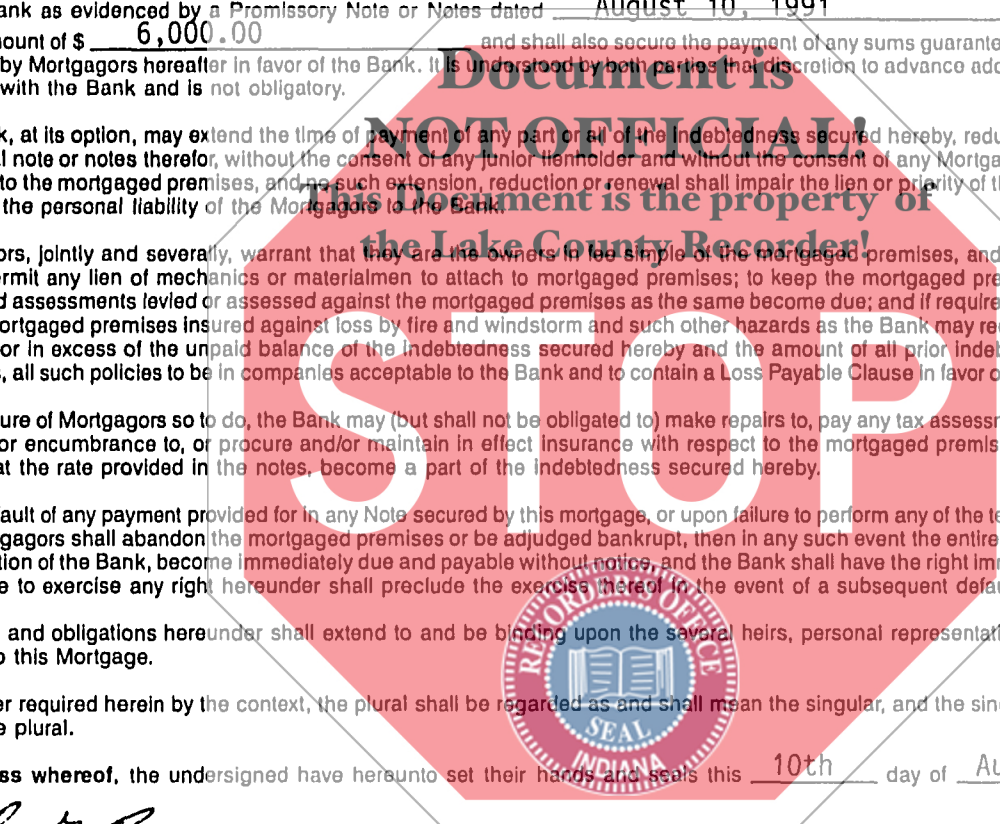 ank as evidenced by a Promissory Note or Notes dated August 10, 1991
ount of $ 6,000.00 and shall also secure the payment of any sums guarante
by Mortgagors hereafter in favor of the Bank. It is understood by both parties that discretion to advance add
with the Bank and is not obligatory.
Document is
NOT OFFICIAL!
This Document is the property of
the Lake County Recorder!
k, at its option, may extend the time of payment of any part or all of the indebtedness secured hereby, redu
l note or notes therefor, without the consent of any junior lienholder and without the consent of any Mortga
to the mortgaged premises, and no such extension, reduction or renewal shall impair the lien or priority of t
the personal liability of the Mortgagors to the Bank.
ors, jointly and severally, warrant that they are the owners in fee simple of the mortgaged premises, and
ermit any lien of mechanics or materialmen to attach to mortgaged premises; to keep the mortgaged pre
d assessments levied or assessed against the mortgaged premises as the same become due; and if require
ortgaged premises insured against loss by fire and windstorm and such other hazards as the Bank may re
or in excess of the unpaid balance of the indebtedness secured hereby and the amount of all prior indeb
, all such policies to be in companies acceptable to the Bank and to contain a Loss Payable Clause in favor o
STOP
ure of Mortgagors so to do, the Bank may (but shall not be obligated to) make repairs to, pay any tax assessm
or encumbrance to, or procure and/or maintain in effect insurance with respect to the mortgaged premis
at the rate provided in the notes, become a part of the indebtedness secured hereby.
ault of any payment provided for in any Note secured by this mortgage, or upon failure to perform any of the te
gagors shall abandon the mortgaged premises or be adjudged bankrupt, then in any such event the entire
tion of the Bank, become immediately due and payable without notice, and the Bank shall have the right imm
e to exercise any right hereunder shall preclude the exercise thereof in the event of a subsequent defau
and obligations hereunder shall extend to and be binding upon the several heirs, personal representati
o this Mortgage.
RECORDER'S OFFICE
SEAL
INDIANA
er required herein by the context, the plural shall be regarded as and shall mean the singular, and the sin
e plural.
ss whereof, the undersigned have hereunto set their hands and seals this 10th day of Au